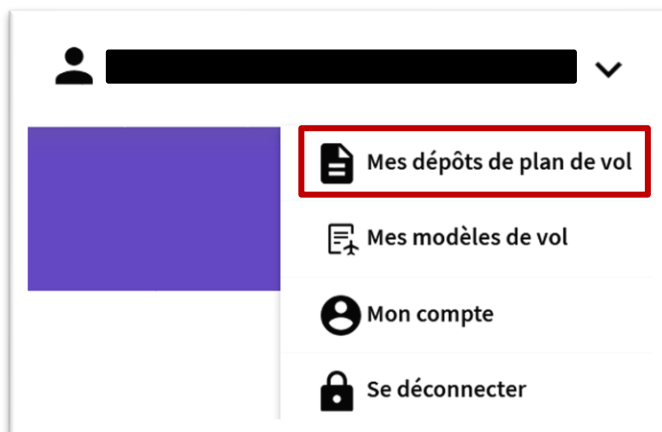 Mes dépôts de plan de vol
Mes modèles de vol
Mon compte
Se déconnecter